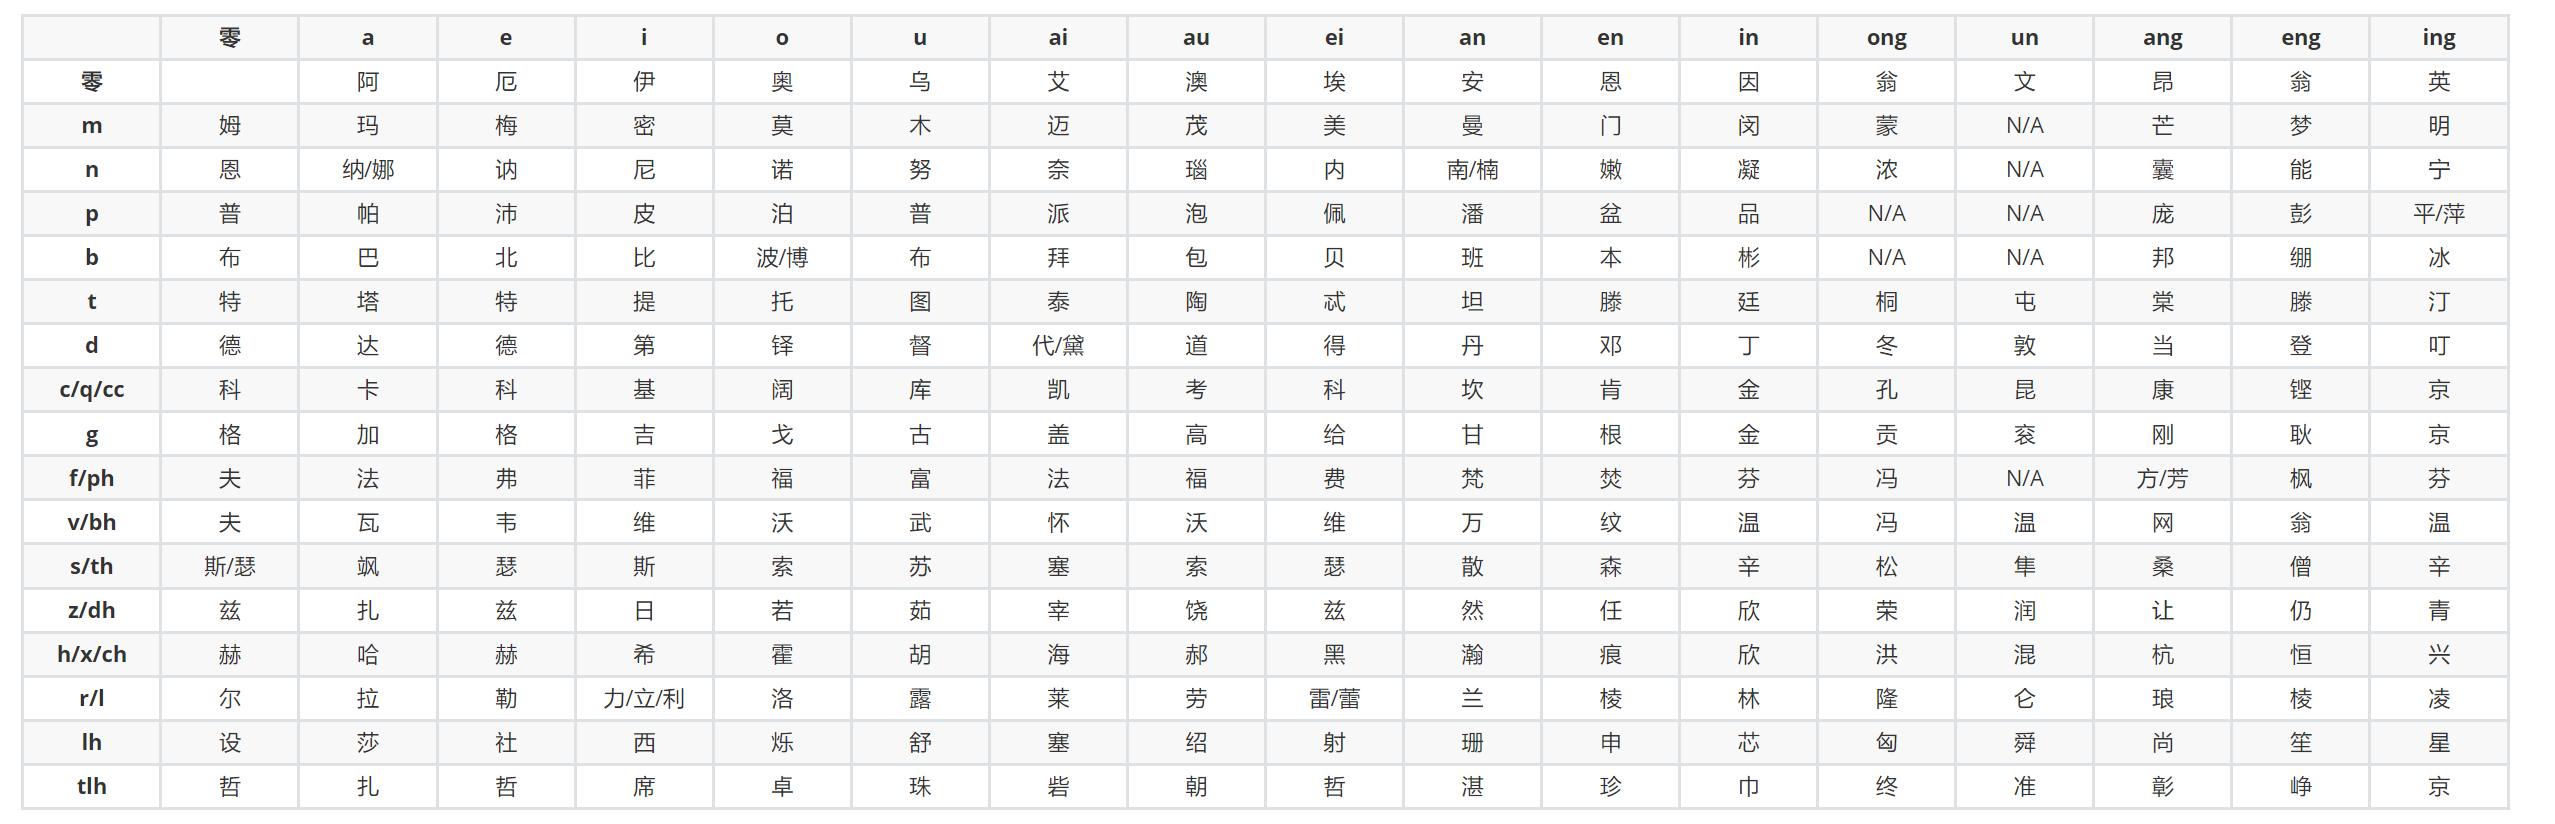 零 a e i o u ai au ei an en in ong un ang eng ing
零 阿 厄 伊 奥 乌 艾 澳 埃 安 恩 因 翁 文 昂 翁 英
m 姆 玛 梅 密 莫 木 迈 茂 美 曼 门 闵 蒙 N/A 芒 梦 明
n 恩 纳/娜 讷 尼 诺 努 奈 瑙 内 南/楠 嫩 凝 浓 N/A 囊 能 宁
p 普 帕 沛 皮 泊 普 派 泡 佩 潘 盆 品 N/A N/A 庞 彭 平/萍
b 布 巴 北 比 波/博 布 拜 包 贝 班 本 彬 N/A N/A 邦 绷 冰
t 特 塔 特 提 托 图 泰 陶 忒 坦 滕 廷 桐 屯 棠 滕 汀
d 德 达 德 第 铎 督 代/黛 道 得 丹 邓 丁 冬 敦 当 登 叮
c/q/cc 科 卡 科 基 阔 库 凯 考 科 坎 肯 金 孔 昆 康 铿 京
g 格 加 格 吉 戈 古 盖 高 给 甘 根 金 贡 衮 刚 耿 京
f/ph 夫 法 弗 菲 福 富 法 福 费 梵 焚 芬 冯 N/A 方/芳 枫 芬
v/bh 夫 瓦 韦 维 沃 武 怀 沃 维 万 纹 温 冯 温 网 翁 温
s/th 斯/瑟 飒 瑟 斯 索 苏 塞 索 瑟 散 森 辛 松 隼 桑 僧 辛
z/dh 兹 扎 兹 日 若 茹 宰 饶 兹 然 任 欣 荣 润 让 仍 青
h/x/ch 赫 哈 赫 希 霍 胡 海 郝 黑 瀚 痕 欣 洪 混 杭 恒 兴
r/l 尔 拉 勒 力/立/利 洛 露 莱 劳 雷/蕾 兰 棱 林 隆 仑 琅 棱 凌
lh 设 莎 社 西 烁 舒 塞 绍 射 珊 申 芯 匈 舜 尚 笙 星
tlh 哲 扎 哲 席 卓 珠 砦 朝 哲 湛 珍 巾 终 准 彰 峥 京